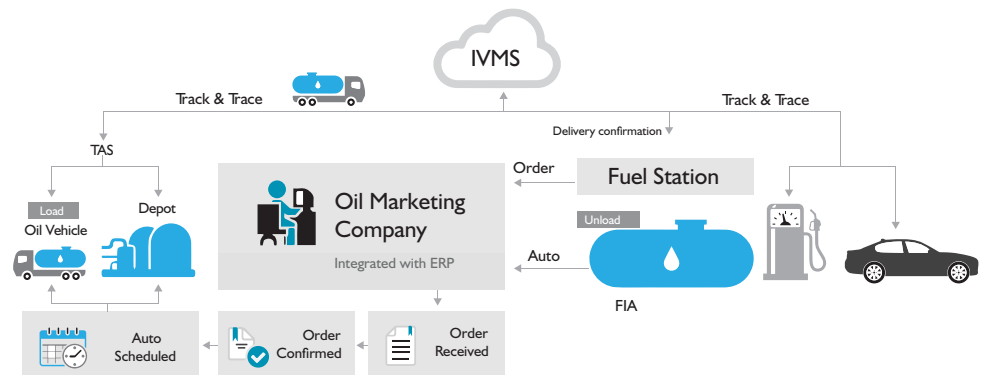 IVMS
Track & Trace
Track & Trace
Delivery confirmation
TAS
Order
Fuel Station
Load
Oil Vehicle
Depot
Oil Marketing
Company
Integrated with ERP
Unload
Auto
FIA
Auto
Scheduled
Order
Confirmed
Order
Received